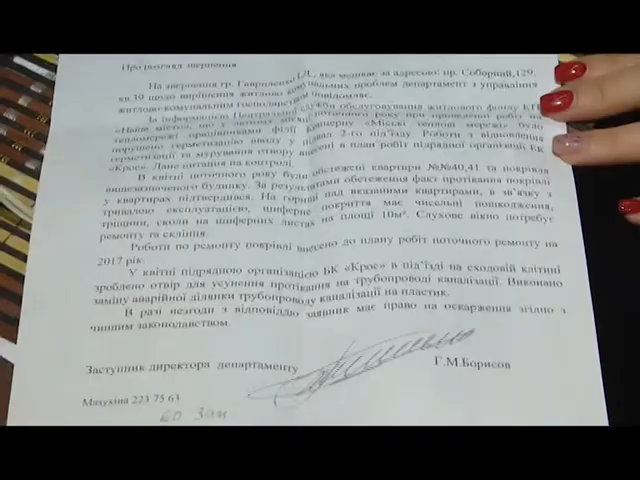 Про розгляд звернення
На звернення гр. Гавриленко І.Л., яка мешкає за адресою: пр. Соборний,129,
кв.39 щодо вирішення житлово комунальних проблем департамент з управління
житлово-комунальним господарством повідомляє.
За інформацією Центральної служби обслуговування житлового фонду КП
«Наше місто», що з лютого поточного року при проведенні робіт на
тепломережі працівниками філії Концерну «Міські теплові мережі» було
порушено герметизацію вводу у підвал 2-го під'їзду. Роботи з відновлення
герметизації та мурування отвору внесені в план робіт підрядної організації БК
«Крос». Дане питання на контролі.
В квітні поточного року були обстежені квартири №№40,41 та покрівля
вищезазначеного будинку. За результатами обстеження факт протікання покрівлі
у квартирах підтвердився. На горищі над вказаними квартирами, в зв'язку з
тривалою експлуатацією, шиферне покриття має чисельні пошкодження,
тріщини, сколи на шиферних листах на площі 10м². Слухове вікно потребує
ремонту та скління.
Роботи по ремонту покрівлі внесено до плану робіт поточного ремонту на
2017 рік.
У квітні підрядною організацією БК «Крос» в під'їзді на сходовій клітині
зроблено отвір для усунення протікання на трубопроводі каналізації. Виконано
заміну аварійної ділянки трубопроводу каналізації на пластик.
В разі незгоди з відповіддю заявник має право на оскарження згідно з
чинним законодавством.
Заступник директора департаменту Г.М.Борисов
Мазухіна 223 75 63